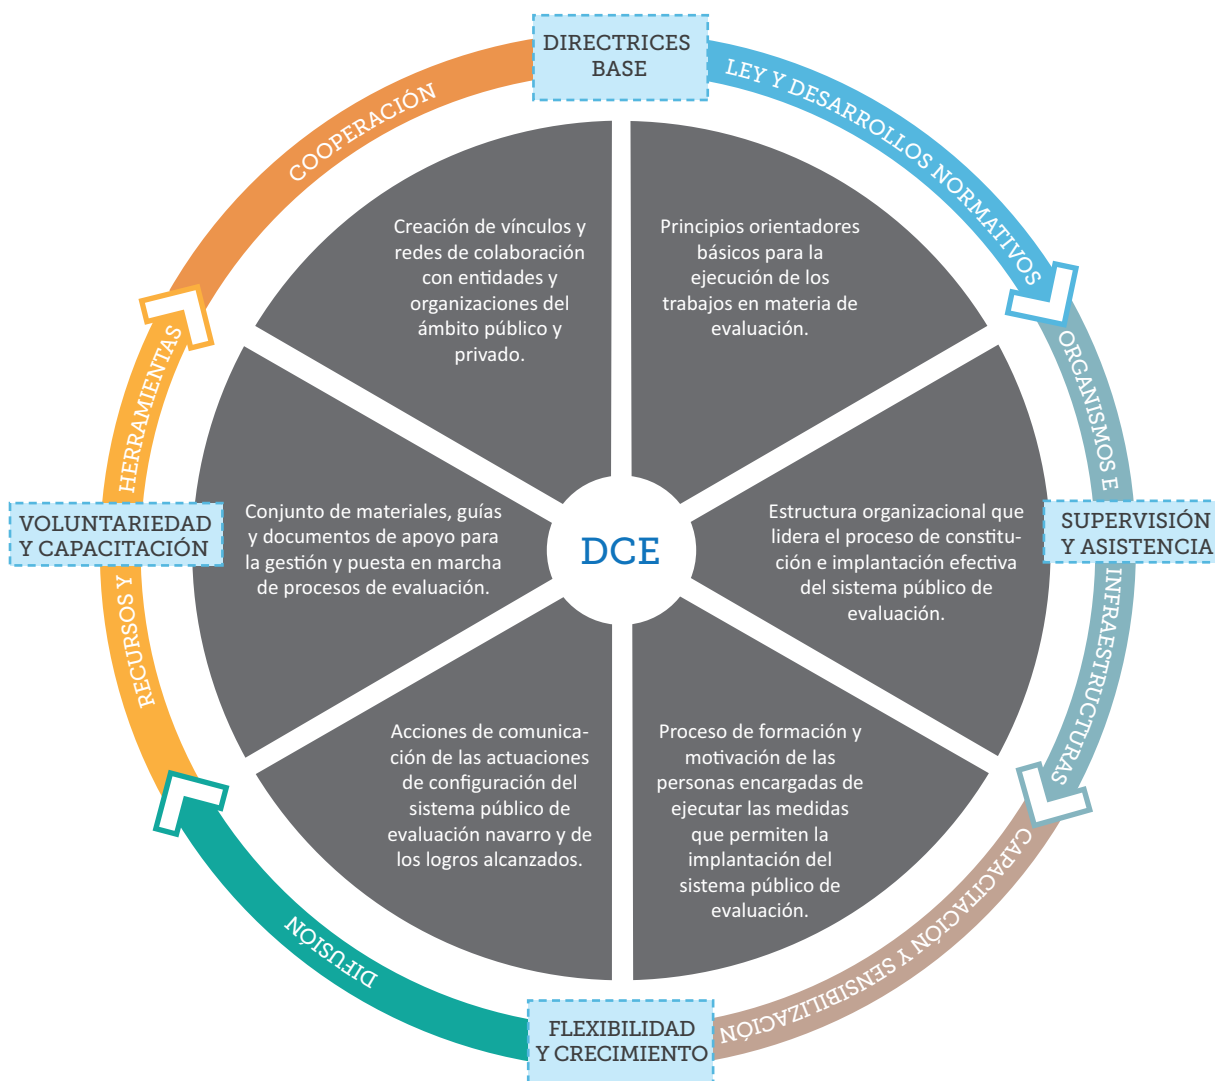 DIRECTRICES
BASE
LEY Y DESARROLLOS NORMATIVOS
COOPERACIÓN
Creación de vínculos y
redes de colaboración
con entidades y
organizaciones del
ámbito público y
privado.
Principios orientadores
básicos para la
ejecución de los
trabajos en materia de
evaluación.
ORGANISMOS E INFRAESTRUCTURAS
RECURSOS Y HERRAMIENTAS
VOLUNTARIEDAD
Y CAPACITACIÓN
Conjunto de materiales, guías
y documentos de apoyo para
la gestión y puesta en marcha
de procesos de evaluación.
DCE
Estructura organizacional que
lidera el proceso de constitu-
ción e implantación efectiva
del sistema público de
evaluación.
SUPERVISIÓN
Y ASISTENCIA
Acciones de comunica-
ción de las actuaciones
de configuración del
sistema público de
evaluación navarro y de
los logros alcanzados.
Proceso de formación y
motivación de las
personas encargadas de
ejecutar las medidas
que permiten la
implantación del
sistema público de
evaluación.
CAPACITACIÓN Y SENSIBILIZACIÓN
DIFUSIÓN
FLEXIBILIDAD
Y CRECIMIENTO